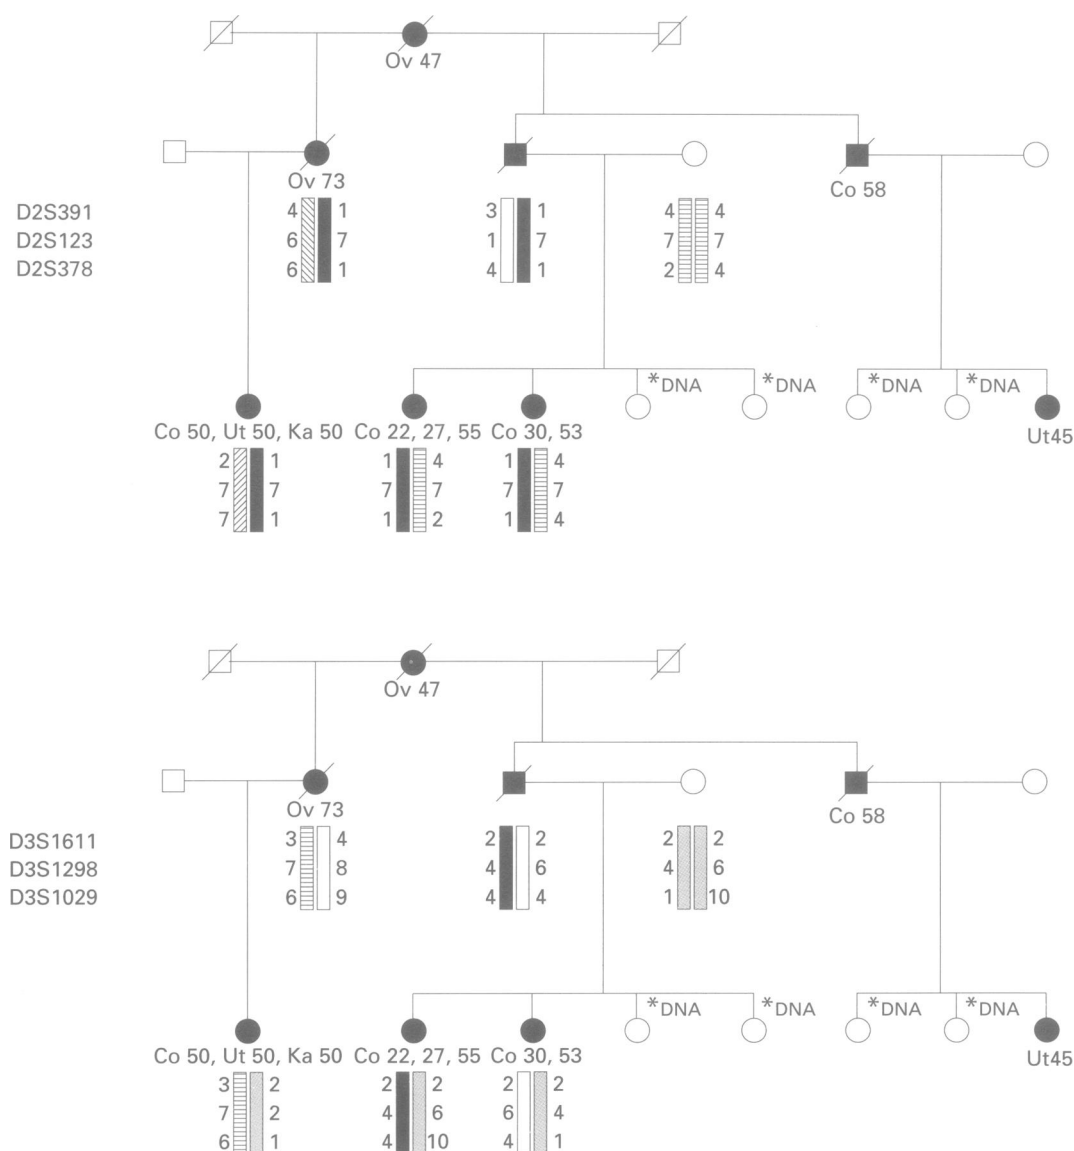 Ov 47
Ov 73
Co 58
D2S391 4 1 3 1 4 4
D2S123 6 7 1 7 7 7
D2S378 6 1 4 1 2 4
*DNA *DNA *DNA *DNA
Co 50, Ut 50, Ka 50 Co 22, 27, 55 Co 30, 53 Ut45
2 1 1 4 1 4
7 7 7 7 7 7
7 1 1 2 1 4
Ov 47
Ov 73
Co 58
D3S1611 3 4 2 2 2 2
D3S1298 7 8 4 6 4 6
D3S1029 6 9 4 4 1 10
*DNA *DNA *DNA *DNA
Co 50, Ut 50, Ka 50 Co 22, 27, 55 Co 30, 53 Ut45
3 2 2 2 2 2
7 2 4 6 6 4
6 1 4 10 4 1